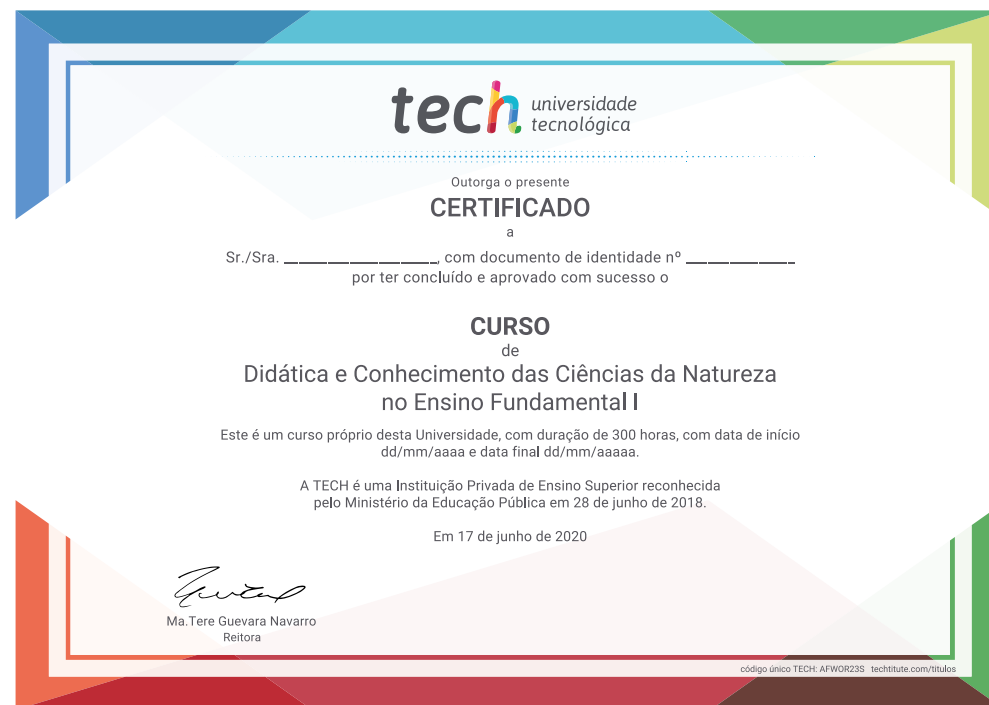 tech universidade
tecnológica
Outorga o presente
CERTIFICADO
a
Sr./Sra. ____________________, com documento de identidade nº ______________
por ter concluído e aprovado com sucesso o
CURSO
de
Didática e Conhecimento das Ciências da Natureza
no Ensino Fundamental I
Este é um curso próprio desta Universidade, com duração de 300 horas, com data de início
dd/mm/aaaa e data final dd/mm/aaaaa.
A TECH é uma Instituição Privada de Ensino Superior reconhecida
pelo Ministério da Educação Pública em 28 de junho de 2018.
Em 17 de junho de 2020
Ma.Tere Guevara Navarro
Reitora
código único TECH: AFWOR23S techtitute.com/titulos